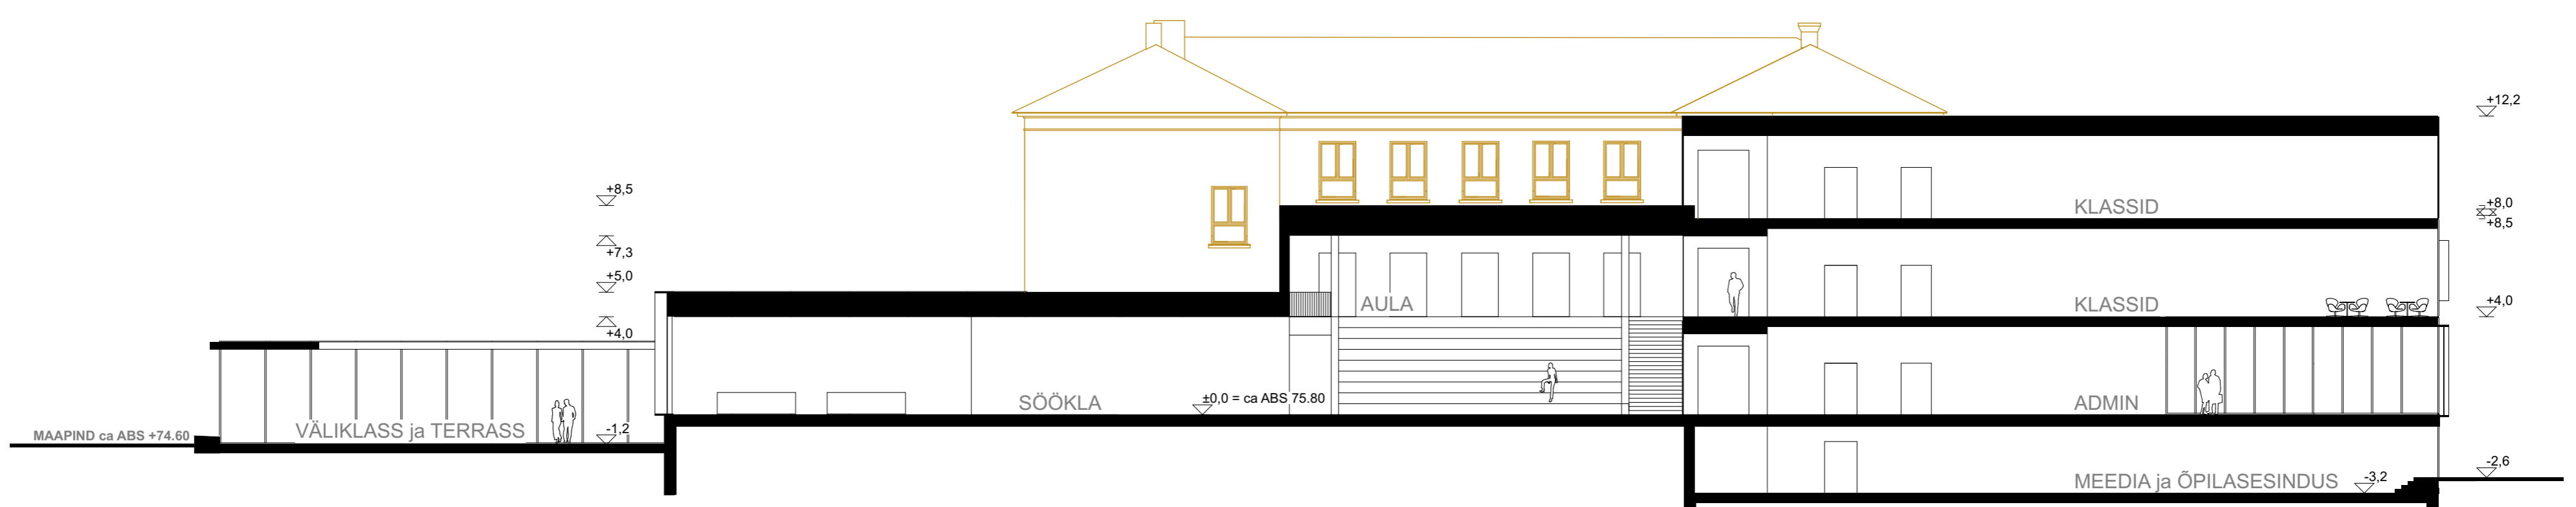 +12,2
+8,5
KLASSID
+8,0
+8,5
+7,3
+5,0
AULA
KLASSID
+4,0
+4,0
±0,0 = ca ABS 75.80
SÖÖKLA
ADMIN
MAAPIND ca ABS +74.60
VÄLIKLASS ja TERRASS
-1,2
MEEDIA ja ÕPILASESINDUS
-3,2
-2,6